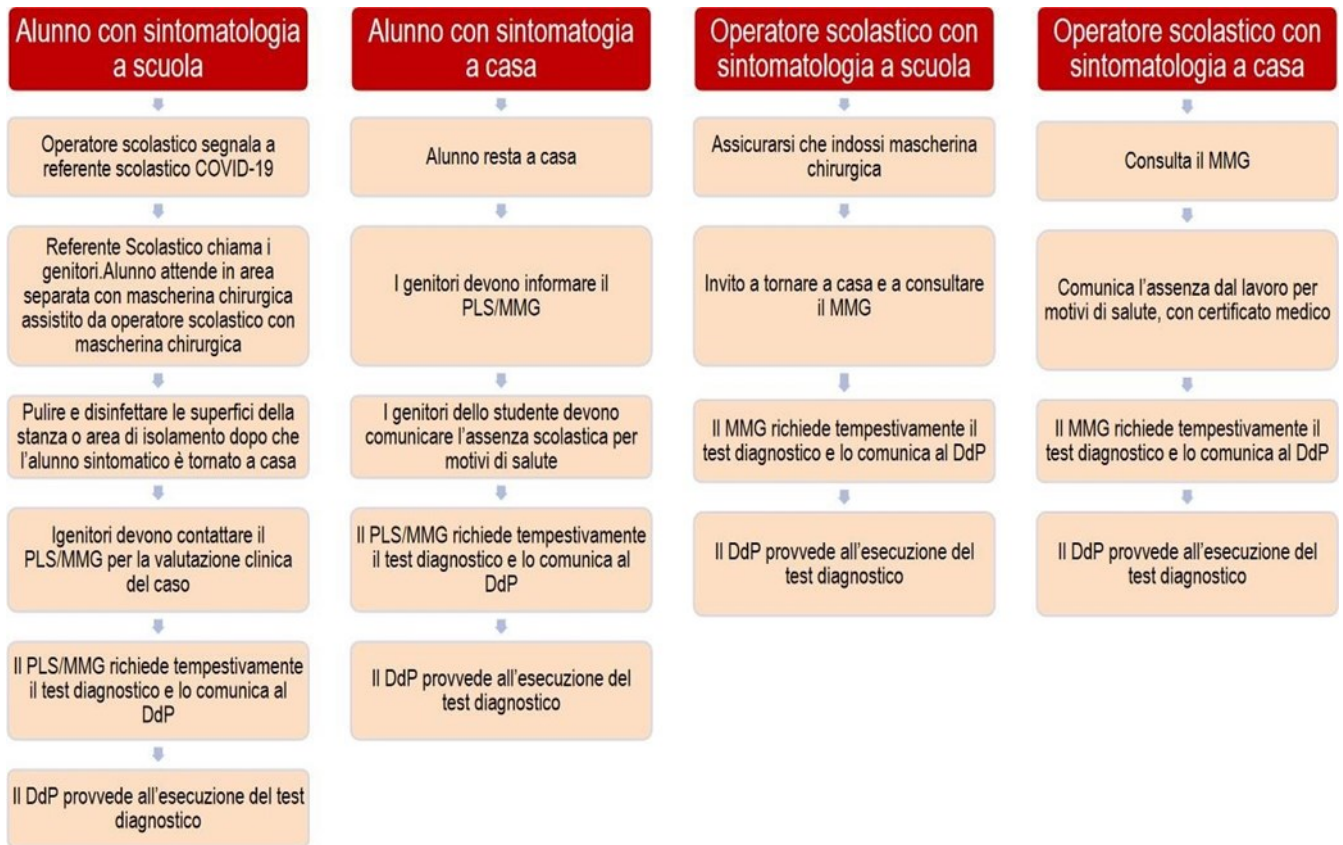 Alunno con sintomatologia
a scuola
Operatore scolastico segnala a
referente scolastico COVID-19
Referente Scolastico chiama i
genitori.Alunno attende in area
separata con mascherina chirurgica
assistito da operatore scolastico con
mascherina chirurgica
Pulire e disinfettare le superfici della
stanza o area di isolamento dopo che
l'alunno sintomatico è tornato a casa
Igenitori devono contattare il
PLS/MMG per la valutazione clinica
del caso
Il PLS/MMG richiede tempestivamente
il test diagnostico e lo comunica al
DdP
Il DdP provvede all'esecuzione del test
diagnostico
Alunno con sintomatogia
a casa
Alunno resta a casa
I genitori devono informare il
PLS/MMG
I genitori dello studente devono
comunicare l'assenza scolastica per
motivi di salute
Il PLS/MMG richiede tempestivamente
il test diagnostico e lo comunica al
DdP
Il DdP provvede all'esecuzione del
test diagnostico
Operatore scolastico con
sintomatologia a scuola
Assicurarsi che indossi mascherina
chirurgica
Invito a tornare a casa e a consultare
il MMG
Il MMG richiede tempestivamente il
test diagnostico e lo comunica al DdP
Il DdP provvede all'esecuzione del
test diagnostico
Operatore scolastico con
sintomatologia a casa
Consulta il MMG
Comunica l'assenza dal lavoro per
motivi di salute, con certificato medico
Il MMG richiede tempestivamente il
test diagnostico e lo comunica al DdP
Il DdP provvede all'esecuzione del
test diagnostico